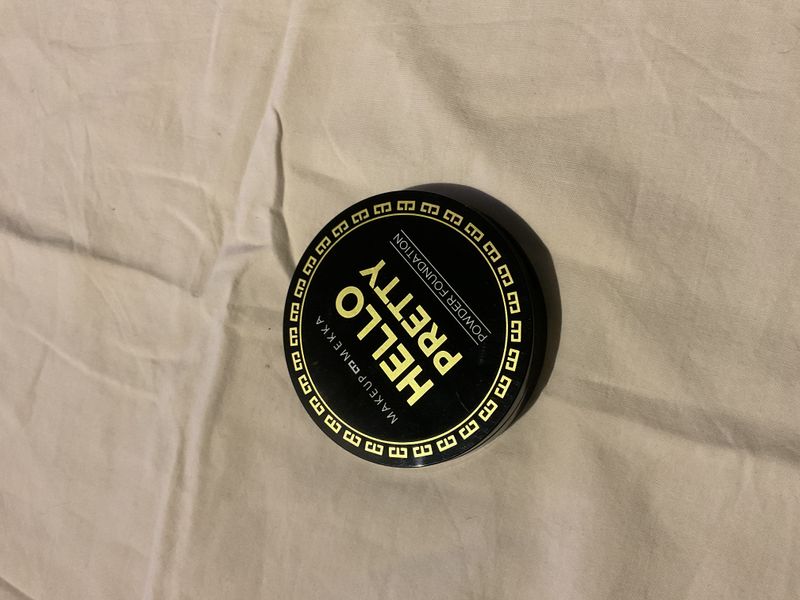 MAKEUP MEKKA
HELLO
PRETTY
POWDER FOUNDATION